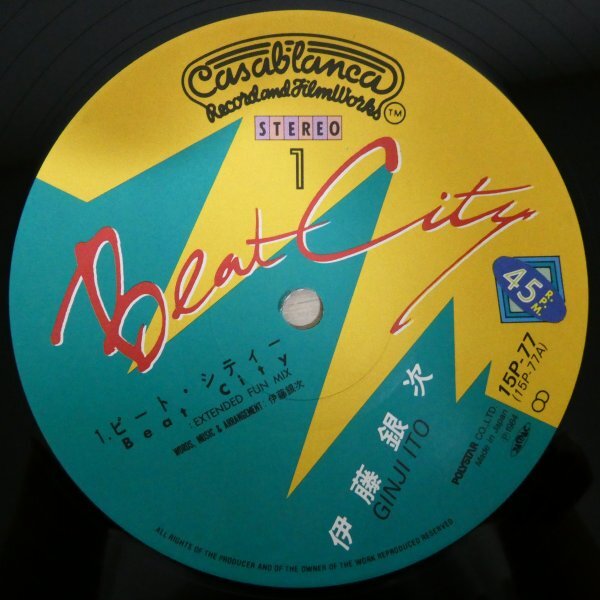 Casablanca
Record and FilmWorks
TM
STEREO
1
Beat City
45
R.P.M.
15P-77
(15P-77A)
1. ビート・シティー
Beat City
(EXTENDED FUN MIX
WORDS, MUSIC & ARRANGEMENT: 伊藤銀次
伊藤銀次
GINJI ITO
POLYSTAR CO., LTD
Made in Japan
Ⓟ1984
ALL RIGHTS OF THE PRODUCER AND OF THE OWNER OF THE WORK REPRODUCED RESERVED